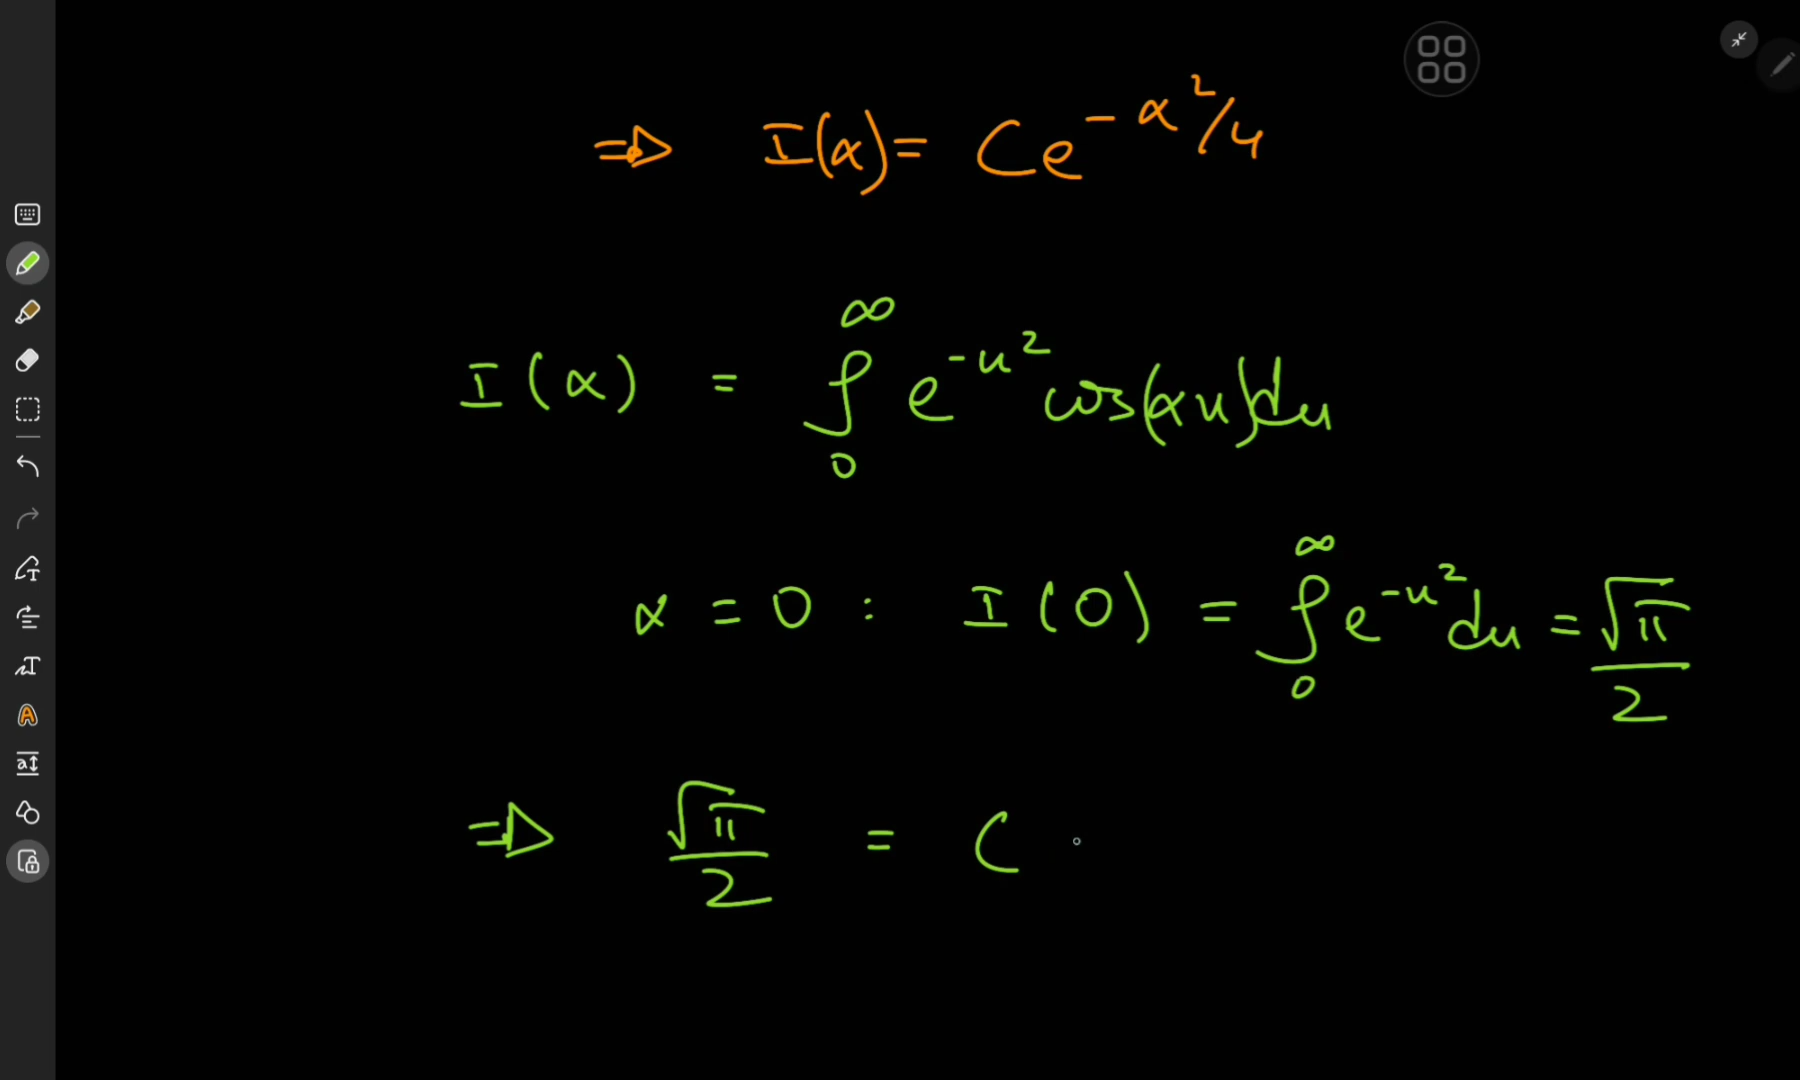 ⇒ I(α) = Ce^{-α²/4}
I(α) = ∫₀^∞ e^{-u²} cos(αu)du
α = 0 : I(0) = ∫₀^∞ e^{-u²}du = √π/2
⇒ √π/2 = C